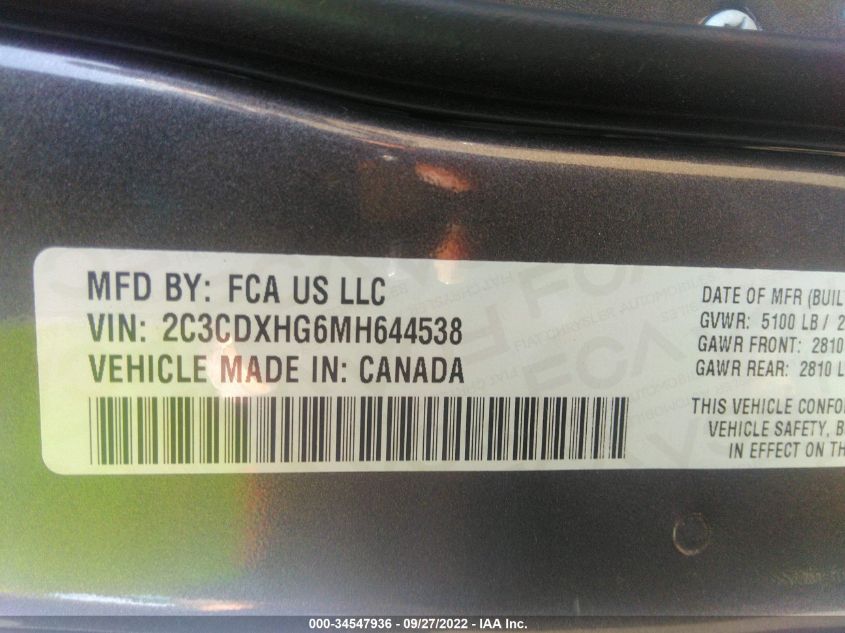 MFD BY: FCA US LLC
VIN: 2C3CDXHG6MH644538
VEHICLE MADE IN: CANADA
DATE OF MFR (BUIL
GVWR: 5100 LB / 2
GAWR FRONT: 2810
GAWR REAR: 2810 L
THIS VEHICLE CONFO
VEHICLE SAFETY, B
IN EFFECT ON TH
FCA
000-34547936 - 09/27/2022 - IAA Inc.